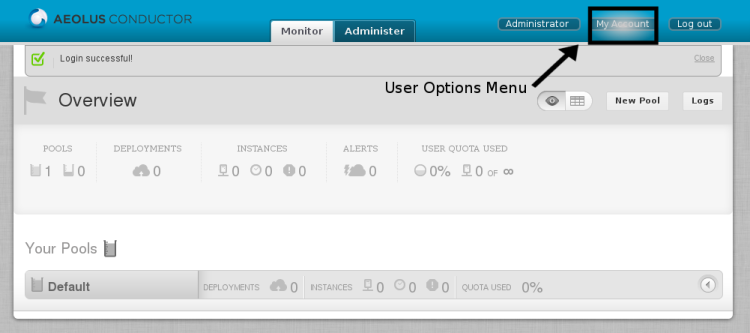 AEOLUS CONDUCTOR
Monitor Administer
Administrator My Account Log out
Login successful! Close
User Options Menu
Overview New Pool Logs
POOLS DEPLOYMENTS INSTANCES ALERTS USER QUOTA USED
1 0 0 0 0 0 0 0% 0 OF ∞
Your Pools
Default DEPLOYMENTS 0 INSTANCES 0 0 0 QUOTA USED 0%